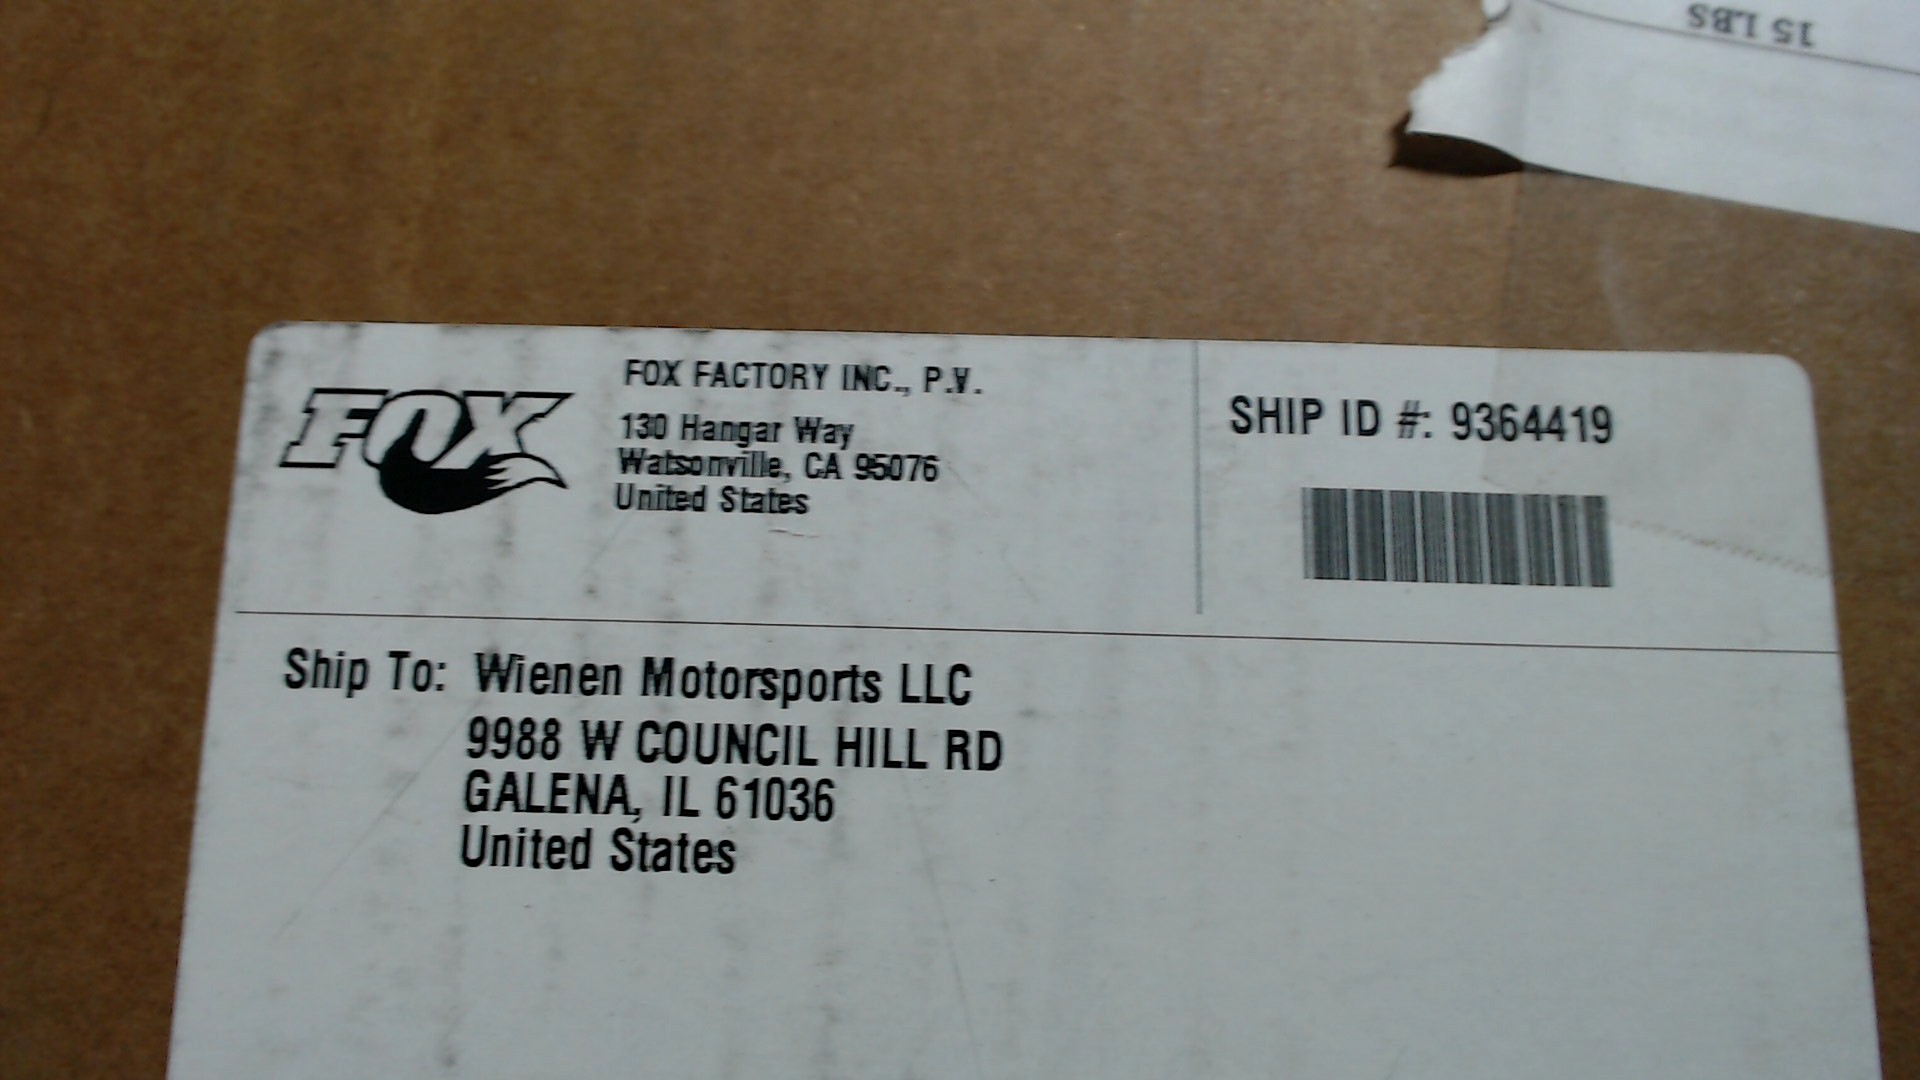 15 LBS
FOX
FOX FACTORY INC., P.V.
130 Hangar Way
Watsonville, CA 95076
United States
SHIP ID #: 9364419
Ship To: Wienen Motorsports LLC
9988 W COUNCIL HILL RD
GALENA, IL 61036
United States